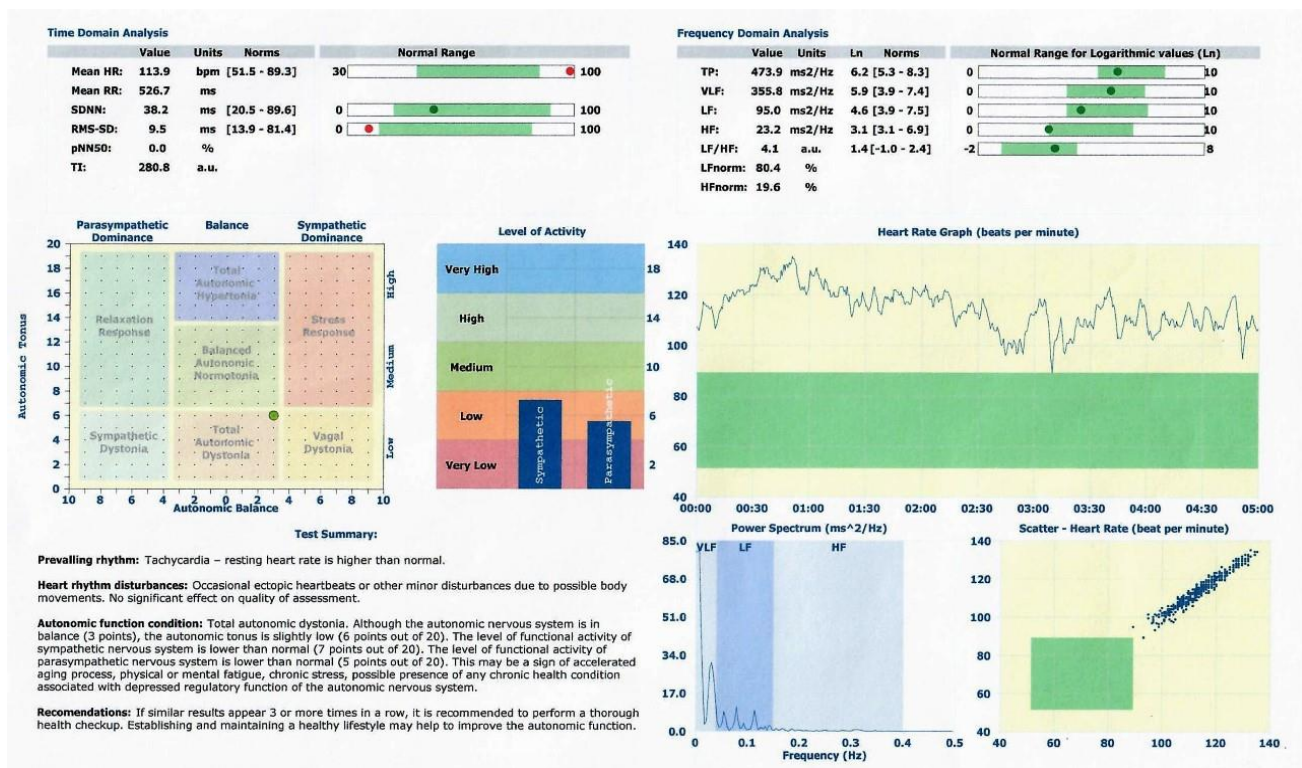 Time Domain Analysis
Value Units Norms Normal Range
Mean HR: 113.9 bpm [51.5 - 89.3] 30 100
Mean RR: 526.7 ms
SDNN: 38.2 ms [20.5 - 89.6] 0 100
RMS-SD: 9.5 ms [13.9 - 81.4] 0 100
pNN50: 0.0 %
TI: 280.8 a.u.
Frequency Domain Analysis
Value Units Ln Norms Normal Range for Logarithmic values (Ln)
TP: 473.9 ms2/Hz 6.2 [5.3 - 8.3] 0 10
VLF: 355.8 ms2/Hz 5.9 [3.9 - 7.4] 0 10
LF: 95.0 ms2/Hz 4.6 [3.9 - 7.5] 0 10
HF: 23.2 ms2/Hz 3.1 [3.1 - 6.9] 0 10
LF/HF: 4.1 a.u. 1.4 [-1.0 - 2.4] -2 8
LFnorm: 80.4 %
HFnorm: 19.6 %
Parasympathetic Balance Sympathetic
Dominance Dominance
Autonomic Tonus
20
18
16
14
12
10
8
6
4
2
0
Relaxation
Response
Total
Autonomic
Hypertonia
Stress
Response
Balanced
Autonomic
Normotonia
Sympathetic
Dystonia
Total
Autonomic
Dystonia
Vagal
Dystonia
High
Medium
Low
10 8 6 4 2 0 2 4 6 8 10
Autonomic Balance
Level of Activity
Very High 18
High 14
Medium 10
Low 6
Very Low 2
Sympathetic
Parasympathetic
Heart Rate Graph (beats per minute)
140
120
100
80
60
40
00:00 00:30 01:00 01:30 02:00 02:30 03:00 03:30 04:00 04:30 05:00
Test Summary:
Prevalling rhythm: Tachycardia – resting heart rate is higher than normal.
Heart rhythm disturbances: Occasional ectopic heartbeats or other minor disturbances due to possible body
movements. No significant effect on quality of assessment.
Autonomic function condition: Total autonomic dystonia. Although the autonomic nervous system is in
balance (3 points), the autonomic tonus is slightly low (6 points out of 20). The level of functional activity of
sympathetic nervous system is lower than normal (7 points out of 20). The level of functional activity of
parasympathetic nervous system is lower than normal (5 points out of 20). This may be a sign of accelerated
aging process, physical or mental fatigue, chronic stress, possible presence of any chronic health condition
associated with depressed regulatory function of the autonomic nervous system.
Recomendations: If similar results appear 3 or more times in a row, it is recommended to perform a thorough
health checkup. Establishing and maintaining a healthy lifestyle may help to improve the autonomic function.
Power Spectrum (ms^2/Hz)
85.0
68.0
51.0
34.0
17.0
0.0
VLF LF HF
0 0.1 0.2 0.3 0.4 0.5
Frequency (Hz)
Scatter - Heart Rate (beat per minute)
140
120
100
80
60
40
40 60 80 100 120 140